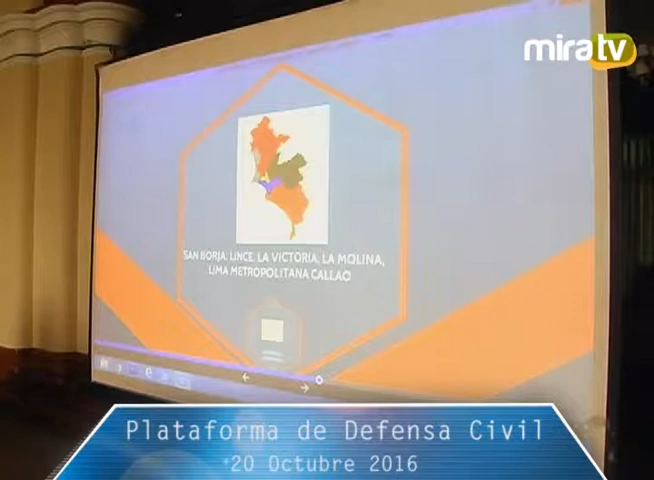 miratv
SAN BORJA, LINCE, LA VICTORIA, LA MOLINA,
LIMA METROPOLITANA CALLAO
Plataforma de Defensa Civil
20 Octubre 2016